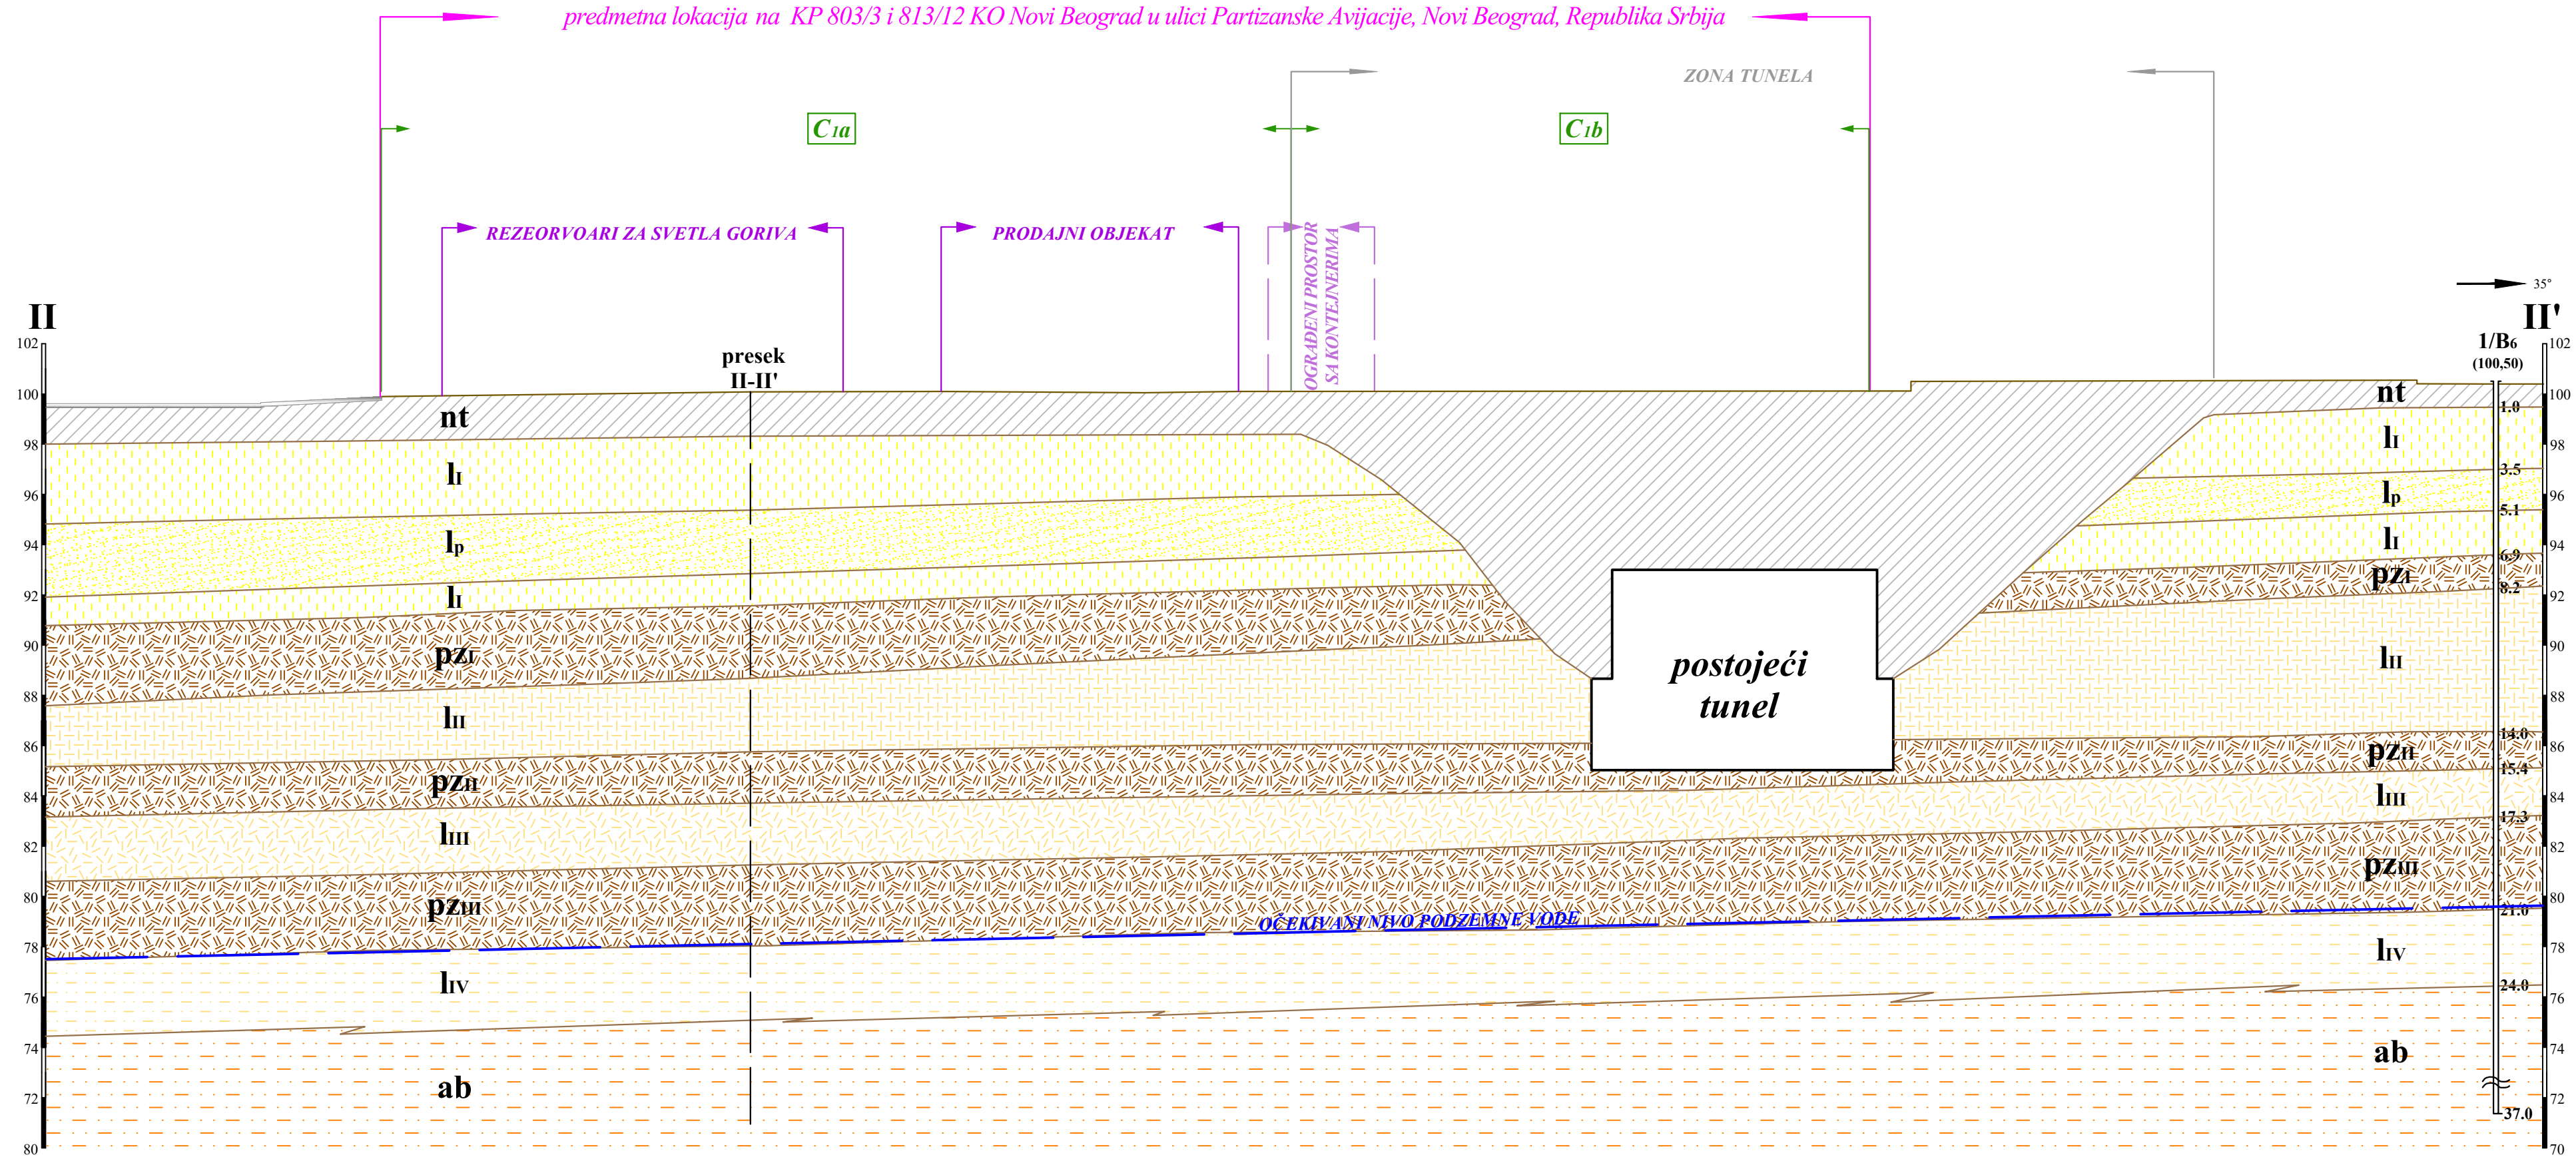 predmetna lokacija na KP 803/3 i 813/12 KO Novi Beograd u ulici Partizanske Avijacije, Novi Beograd, Republika Srbija
ZONA TUNELA
C1a
C1b
REZEORVOARI ZA SVETLA GORIVA
PRODAJNI OBJEKAT
OGRAĐENI PROSTOR
SA KONTEJNERIMA
35°
II
II'
presek
II-II'
1/B6
(100,50)
102
100
98
96
94
92
90
88
86
84
82
80
78
76
74
72
80
nt
lI
lp
lI
pzI
lII
pzII
lIII
pzIII
lIV
ab
postojeći
tunel
OČEKIVANI NIVO PODZEMNE VODE
nt
lI
lp
lI
pzI
lII
pzII
lIII
pzIII
lIV
ab
1.0
3.5
5.1
6.9
8.2
14.0
15.4
17.3
21.0
24.0
37.0
102
100
98
96
94
92
90
88
86
84
82
80
78
76
74
72
70